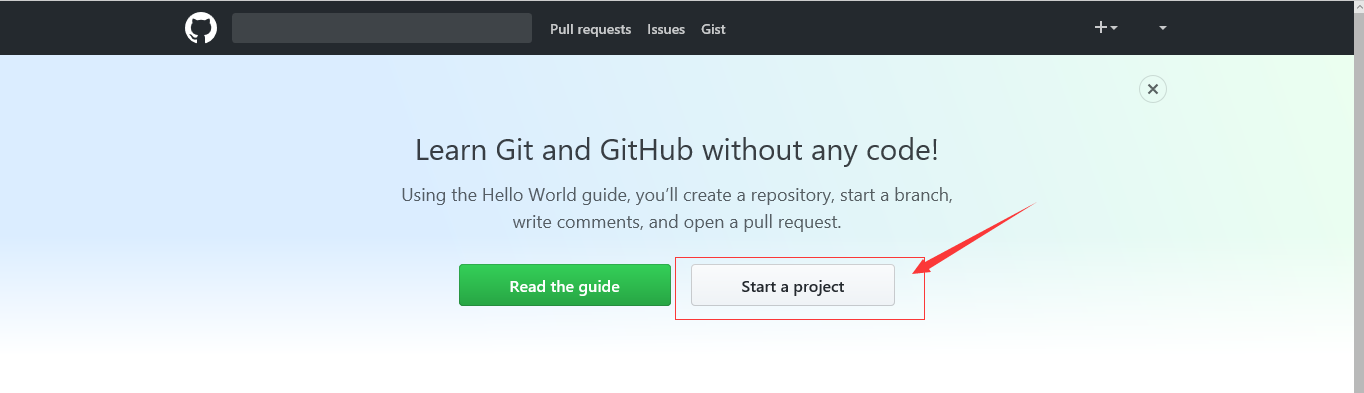 Pull requests Issues Gist
Learn Git and GitHub without any code!
Using the Hello World guide, you’ll create a repository, start a branch,
write comments, and open a pull request.
Read the guide Start a project